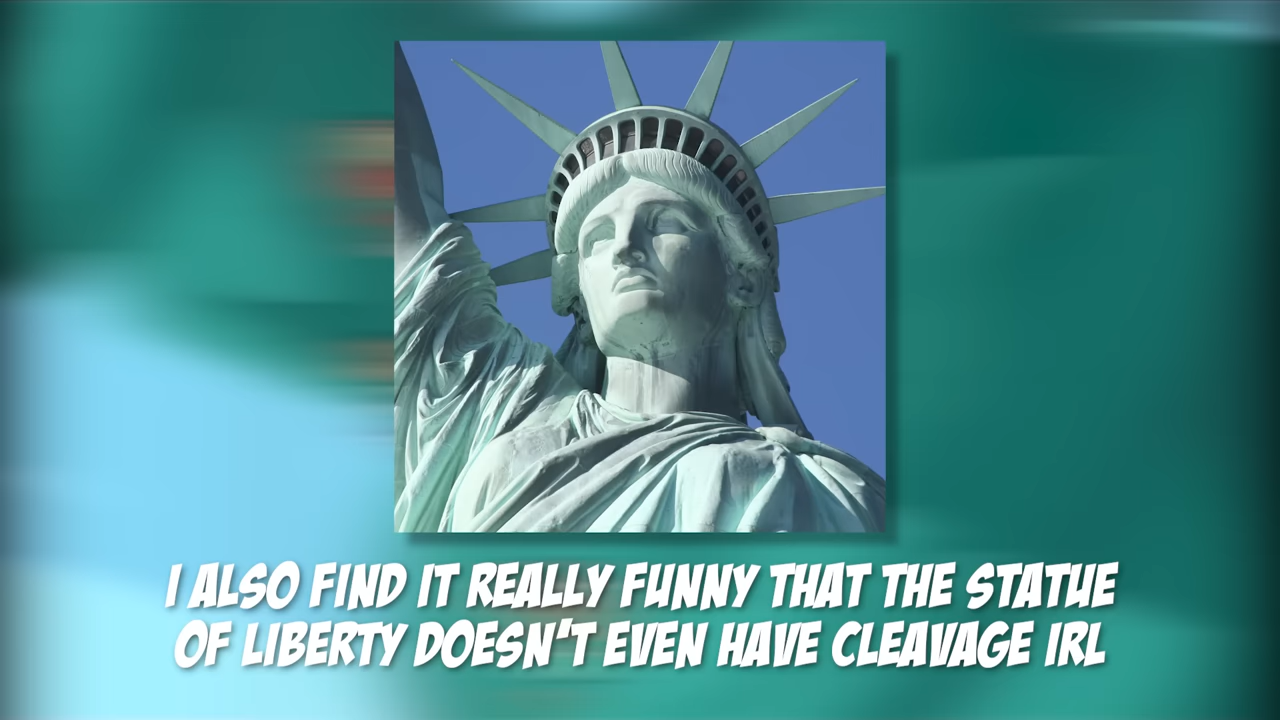 I ALSO FIND IT REALLY FUNNY THAT THE STATUE
OF LIBERTY DOESN'T EVEN HAVE CLEAVAGE IRL